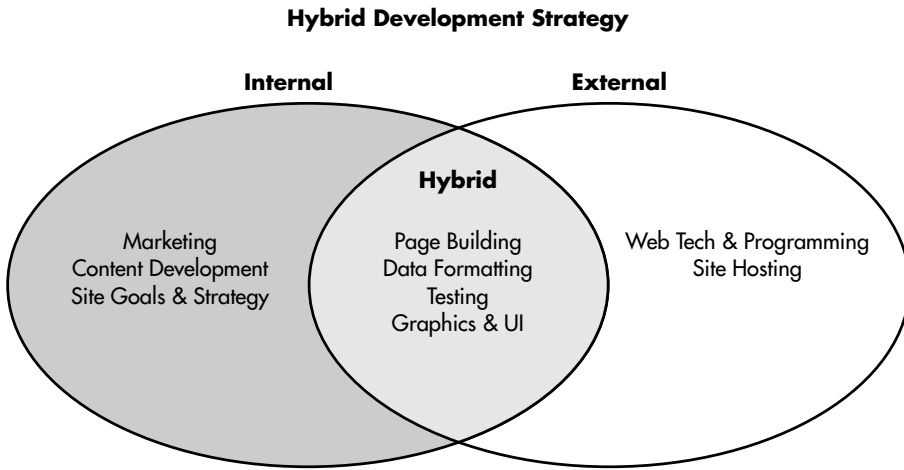 Hybrid Development Strategy
Internal
External
Hybrid
Marketing
Content Development
Site Goals & Strategy
Page Building
Data Formatting
Testing
Graphics & UI
Web Tech & Programming
Site Hosting